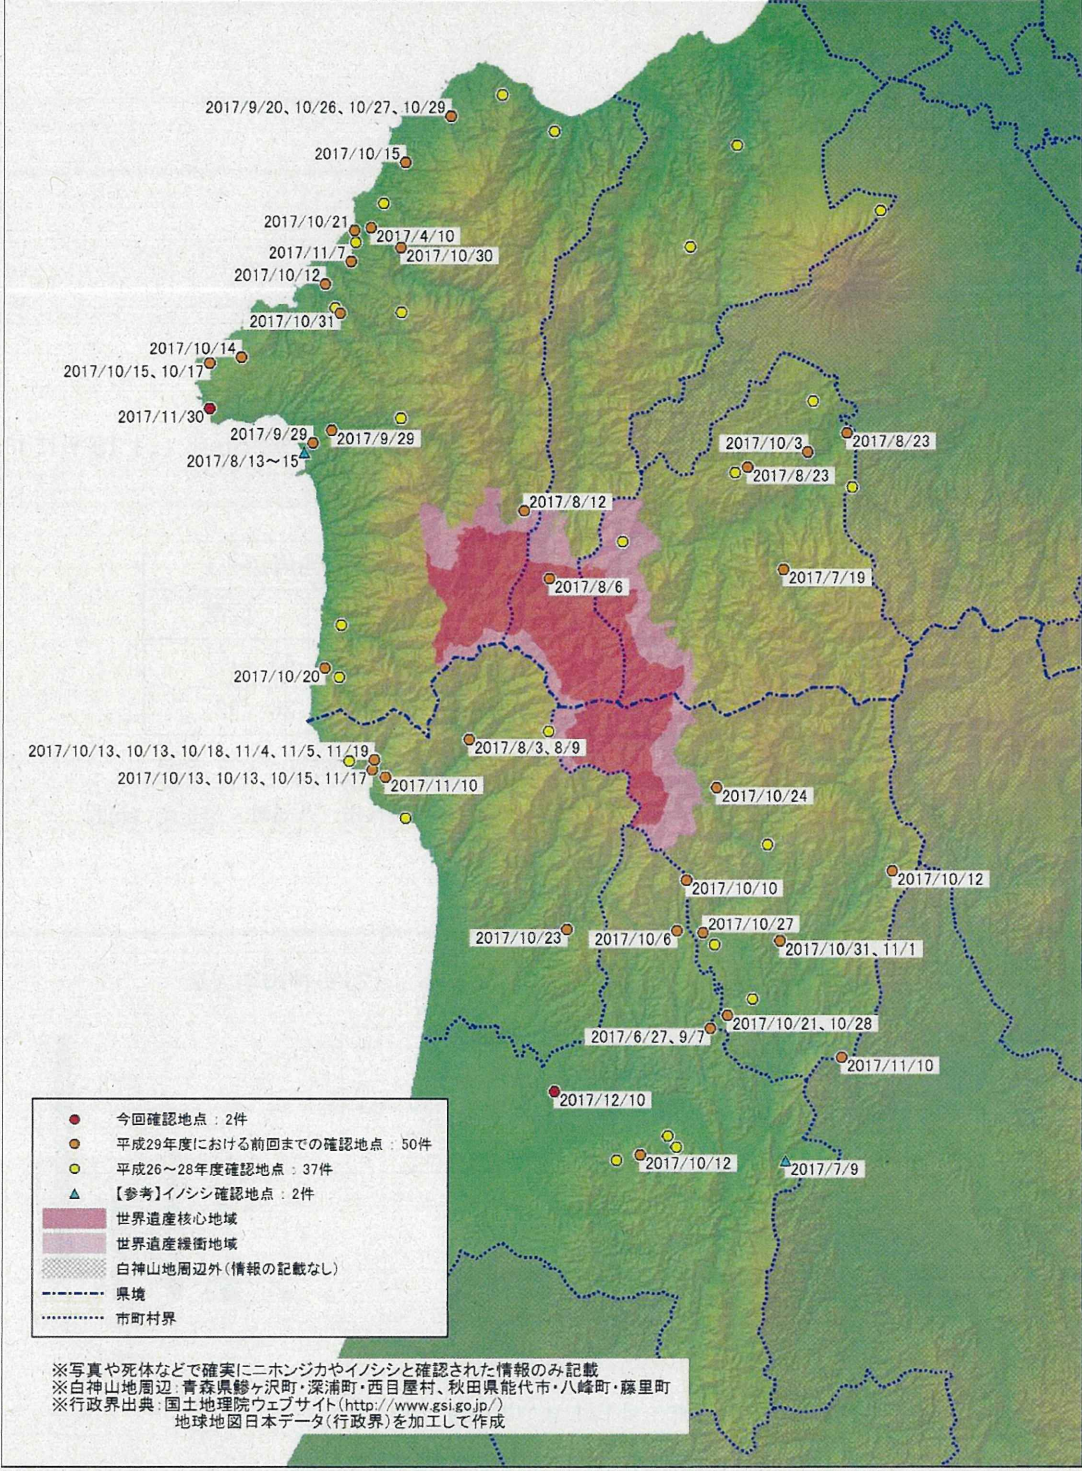 2017/9/20、10/26、10/27、10/29
2017/10/15
2017/10/21
2017/4/10
2017/11/7
2017/10/30
2017/10/12
2017/10/31
2017/10/14
2017/10/15、10/17
2017/11/30
2017/9/29
2017/9/29
2017/8/13～15
2017/10/3
2017/8/23
2017/8/23
2017/8/12
2017/8/6
2017/7/19
2017/10/20
2017/8/3、8/9
2017/10/13、10/13、10/18、11/4、11/5、11/19
2017/10/13、10/13、10/15、11/17
2017/11/10
2017/10/24
2017/10/10
2017/10/12
2017/10/23
2017/10/6
2017/10/27
2017/10/31、11/1
2017/6/27、9/7
2017/10/21、10/28
2017/11/10
2017/12/10
2017/10/12
2017/7/9
今回確認地点：2件
平成29年度における前回までの確認地点：50件
平成26～28年度確認地点：37件
【参考】イノシシ確認地点：2件
世界遺産核心地域
世界遺産緩衝地域
白神山地周辺外（情報の記載なし）
県境
市町村界
※写真や死体などで確実にニホンジカやイノシシと確認された情報のみ記載
※白神山地周辺：青森県鰺ヶ沢町・深浦町・西目屋村、秋田県能代市・八峰町・藤里町
※行政界出典：国土地理院ウェブサイト（http://www.gsi.go.jp/）
地球地図日本データ（行政界）を加工して作成